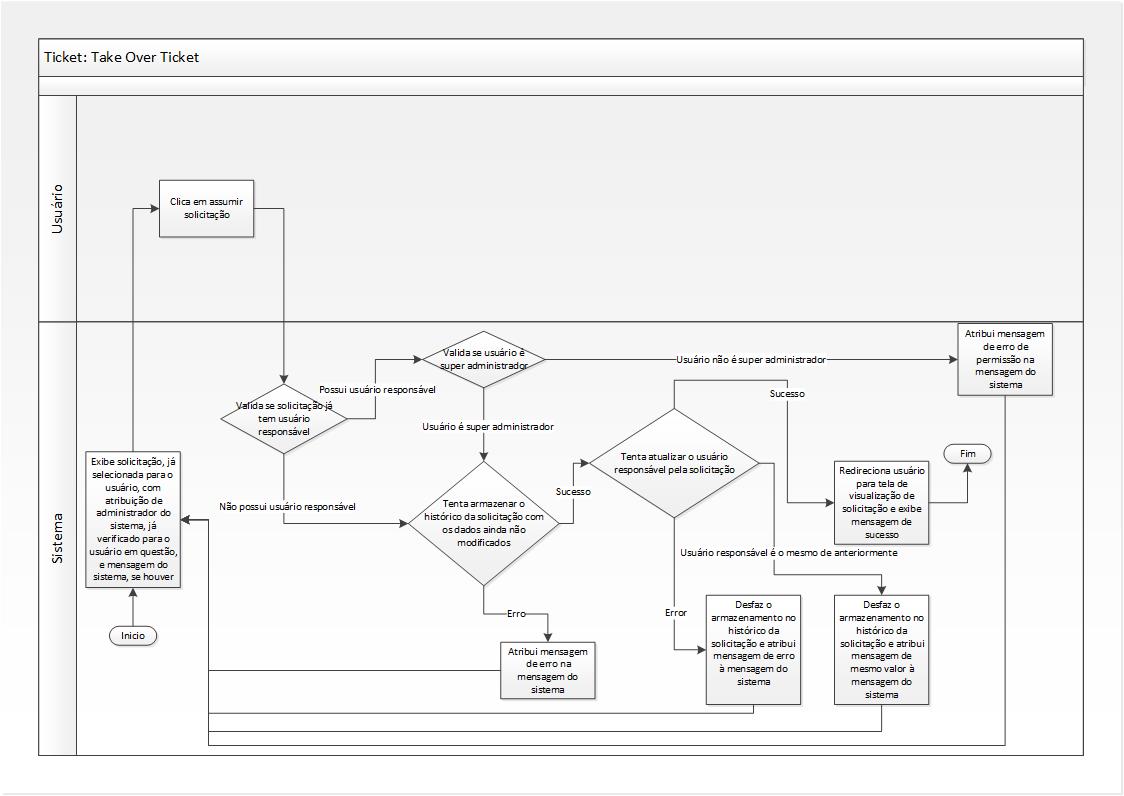 Ticket: Take Over Ticket
Usuário
Clica em assumir
solicitação
Sistema
Atribui mensagem
de erro de
permissão na
mensagem do
sistema
Valida se usuário é
super administrador
Usuário não é super administrador
Possui usuário responsável
Sucesso
Valida se solicitação já
tem usuário
responsável
Usuário é super administrador
Tenta atualizar o usuário
responsável pela solicitação
Fim
Exibe solicitação, já
selecionada para o
usuário, com
atribuição de
administrador do
sistema, já
verificado para o
usuário em questão,
e mensagem do
sistema, se houver
Redireciona usuário
para tela de
visualização de
solicitação e exibe
mensagem de
sucesso
Sucesso
Não possui usuário responsável
Tenta armazenar o
histórico da solicitação com
os dados ainda não
modificados
Usuário responsável é o mesmo de anteriormente
Erro
Error
Desfaz o
armazenamento no
histórico da
solicitação e atribui
mensagem de erro
à mensagem do
sistema
Desfaz o
armazenamento no
histórico da
solicitação e atribui
mensagem de
mesmo valor à
mensagem do
sistema
Inicio
Atribui mensagem
de erro na
mensagem do
sistema